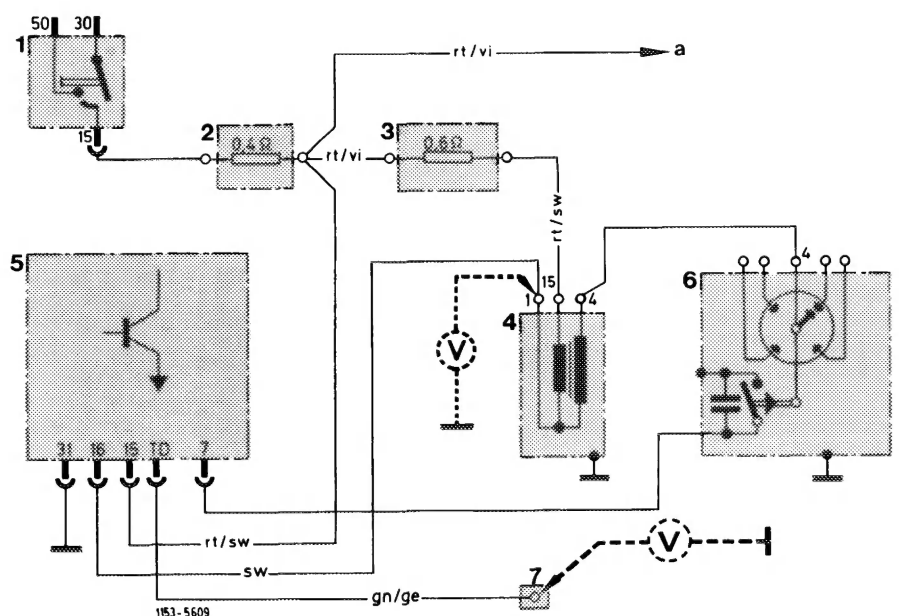 50 30
1
15
2
0,4Ω
rt/vi
a
rt/vi
3
0,6Ω
rt/sw
5
31 16 15 TD 7
V
1 15 4
4
4
6
rt/sw
sw
gn/ge
7
V
1153-5609